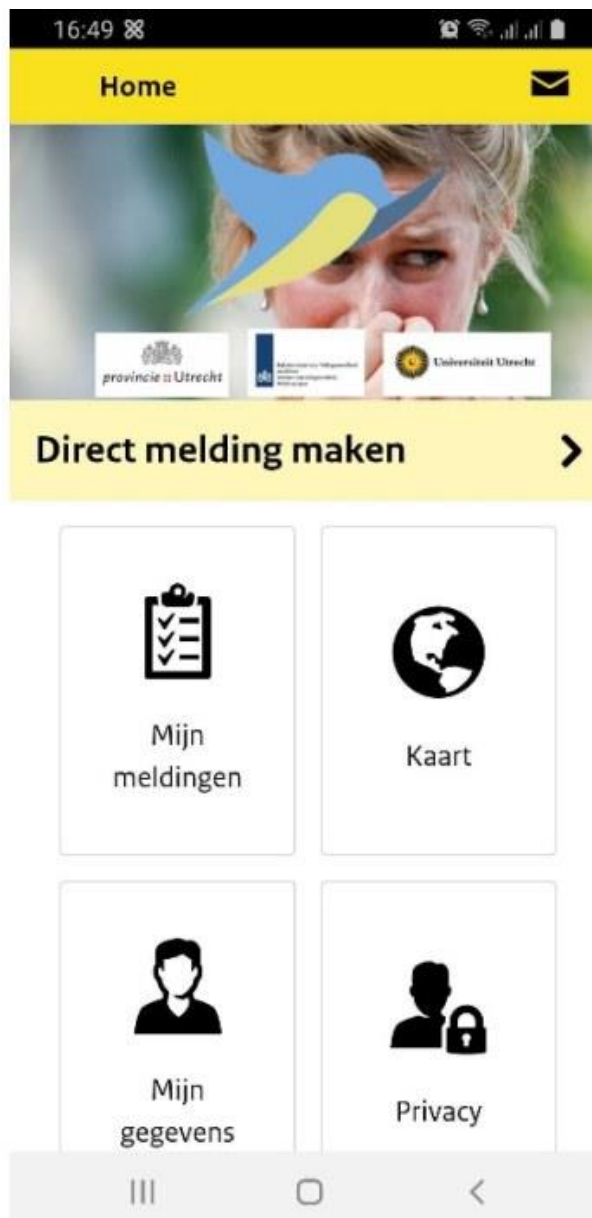 16:49
Home
provincie :: Utrecht
Universiteit Utrecht
Direct melding maken
Mijn
meldingen
Kaart
Mijn
gegevens
Privacy